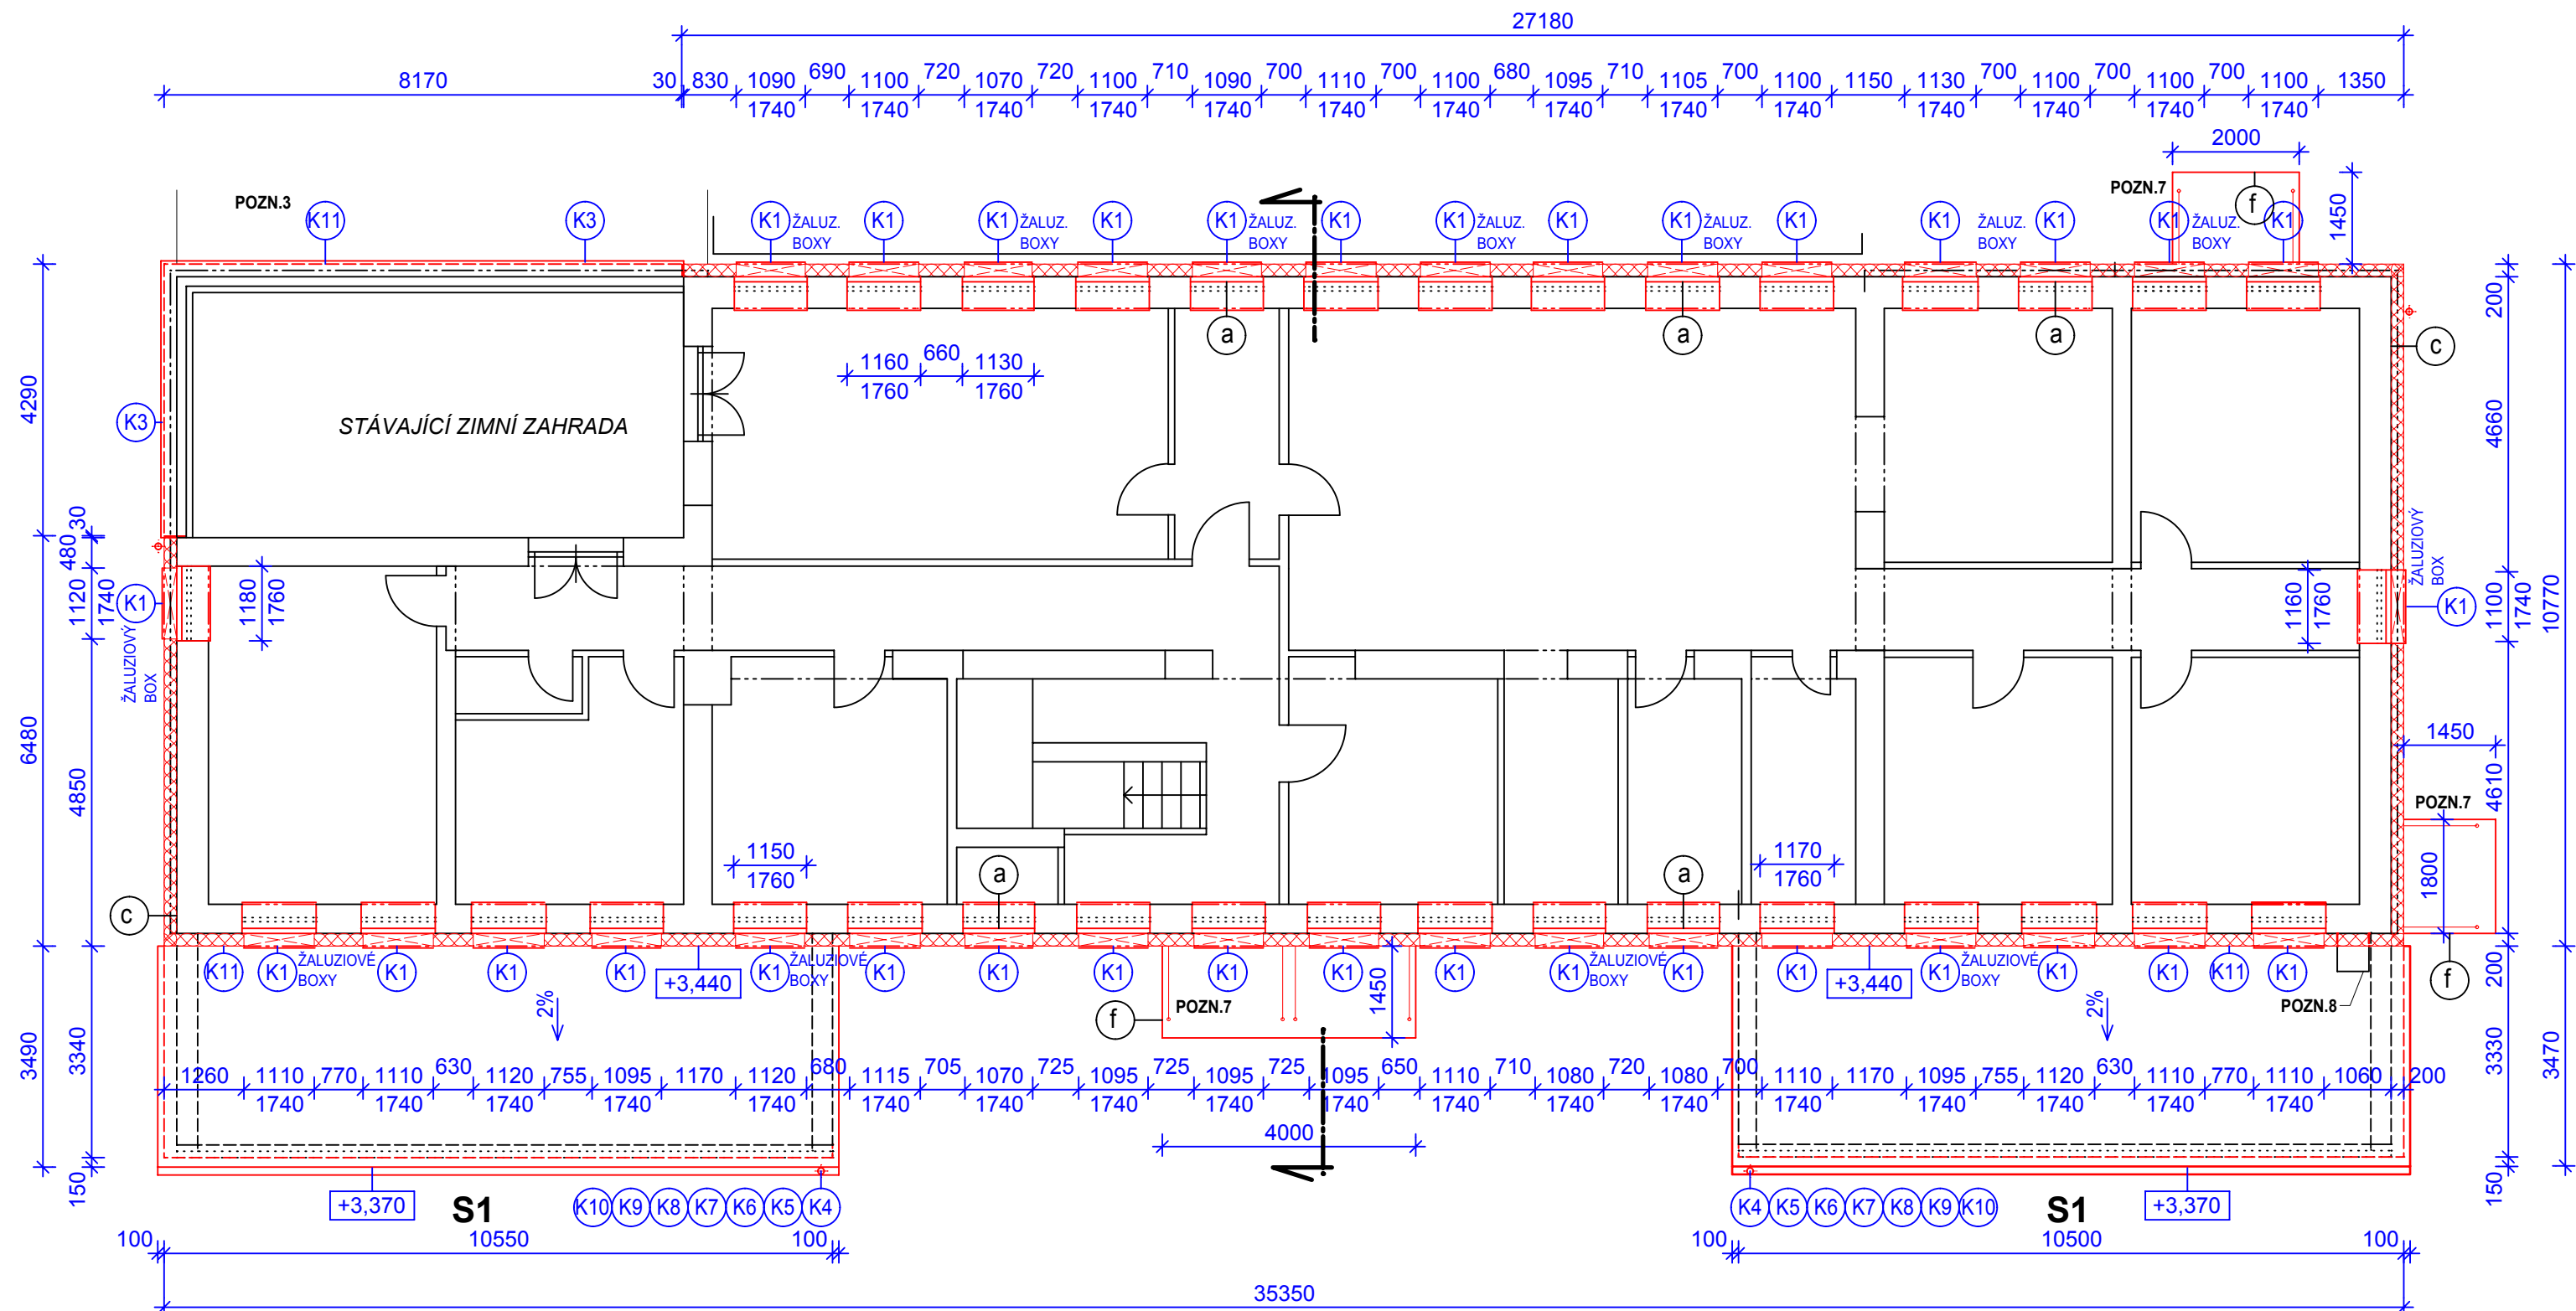 27180
8170 30 830 1090 690 1100 720 1070 720 1100 710 1090 700 1110 700 1100 680 1095 710 1105 700 1100 1150 1130 700 1100 700 1100 700 1100 1350
1740 1740 1740 1740 1740 1740 1740 1740 1740 1740 1740 1740 1740 1740
2000
POZN.3
POZN.7
f
1450
K11 K3 K1 ŽALUZ. K1 K1 ŽALUZ. K1 K1 ŽALUZ. K1 K1 ŽALUZ. K1 K1 ŽALUZ. K1 K1 ŽALUZ. K1 K1 ŽALUZ. K1
BOXY BOXY BOXY BOXY BOXY BOXY BOXY
a a a
c
200
4290
4660
1160 660 1130
1760 1760
K3
STÁVAJÍCÍ ZIMNÍ ZAHRADA
30
480
1120
1740
K1
ŽALUZIOVÝ
BOX
1180
1760
1160
1760
ŽALUZIOVÝ
BOX
K1
1100
1740
10770
6480
4850
1450
4610
POZN.7
1800
1150
1760
a
a
1170
1760
c
K11 K1 ŽALUZIOVÉ K1 K1 K1 K1 ŽALUZIOVÉ K1 K1 K1 K1 K1 K1 K1 ŽALUZIOVÉ K1 K1 K1 ŽALUZIOVÉ K1 K1 K11 K1
BOXY BOXY BOXY BOXY
+3,440
+3,440
f
2%
f
POZN.7
1450
2%
POZN.8
200
3490
3340
3330
3470
1260 1110 770 1110 630 1120 755 1095 1170 1120 680 1115 705 1070 725 1095 725 1095 725 1095 650 1110 710 1080 720 1080 700 1110 1170 1095 755 1120 630 1110 770 1110 1060 200
1740 1740 1740 1740 1740 1740 1740 1740 1740 1740 1740 1740 1740 1740 1740 1740 1740 1740
4000
150
150
+3,370
S1
K10 K9 K8 K7 K6 K5 K4
K4 K5 K6 K7 K8 K9 K10
S1
+3,370
100 10550 100
100 10500 100
35350